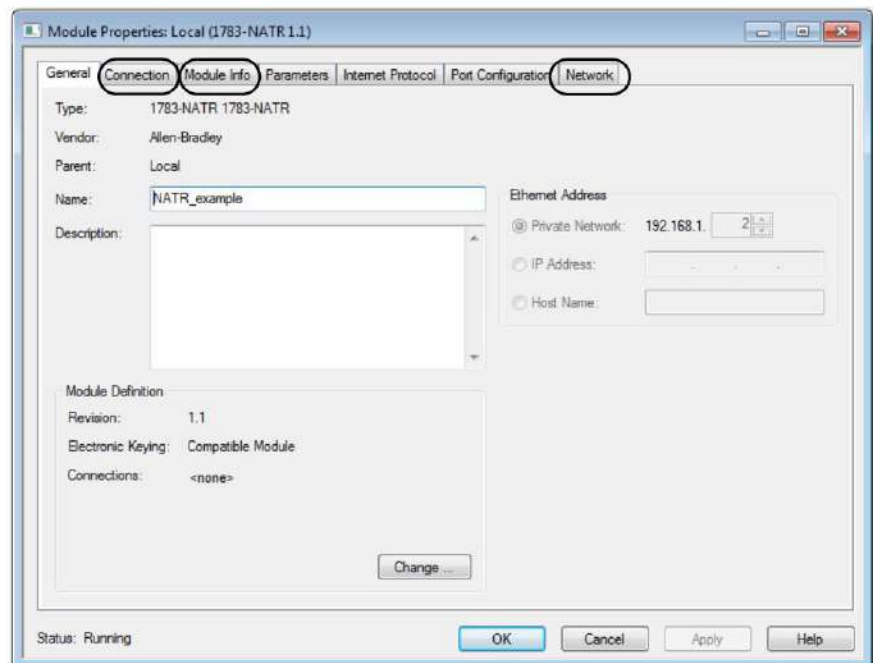 Module Properties: Local (1783-NATR 1.1)
General Connection Module Info Parameters Internet Protocol Port Configuration Network
Type: 1783-NATR 1783-NATR
Vendor: Allen-Bradley
Parent: Local
Name: NATR_example
Description:
Ethernet Address
Private Network: 192.168.1. 2
IP Address:
Host Name:
Module Definition
Revision: 1.1
Electronic Keying: Compatible Module
Connections: <none>
Change ...
Status: Running
OK Cancel Apply Help